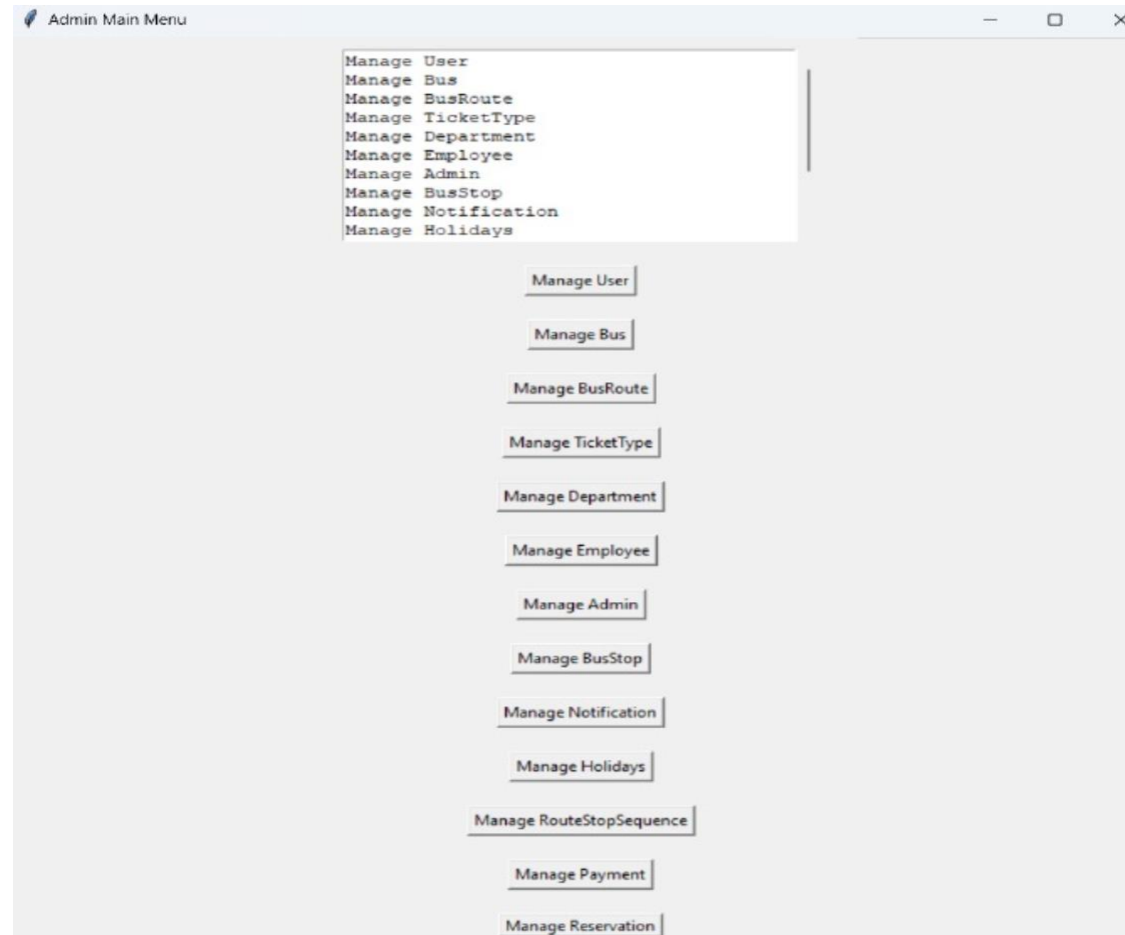 Admin Main Menu
Manage User
Manage Bus
Manage BusRoute
Manage TicketType
Manage Department
Manage Employee
Manage Admin
Manage BusStop
Manage Notification
Manage Holidays
Manage User
Manage Bus
Manage BusRoute
Manage TicketType
Manage Department
Manage Employee
Manage Admin
Manage BusStop
Manage Notification
Manage Holidays
Manage RouteStopSequence
Manage Payment
Manage Reservation